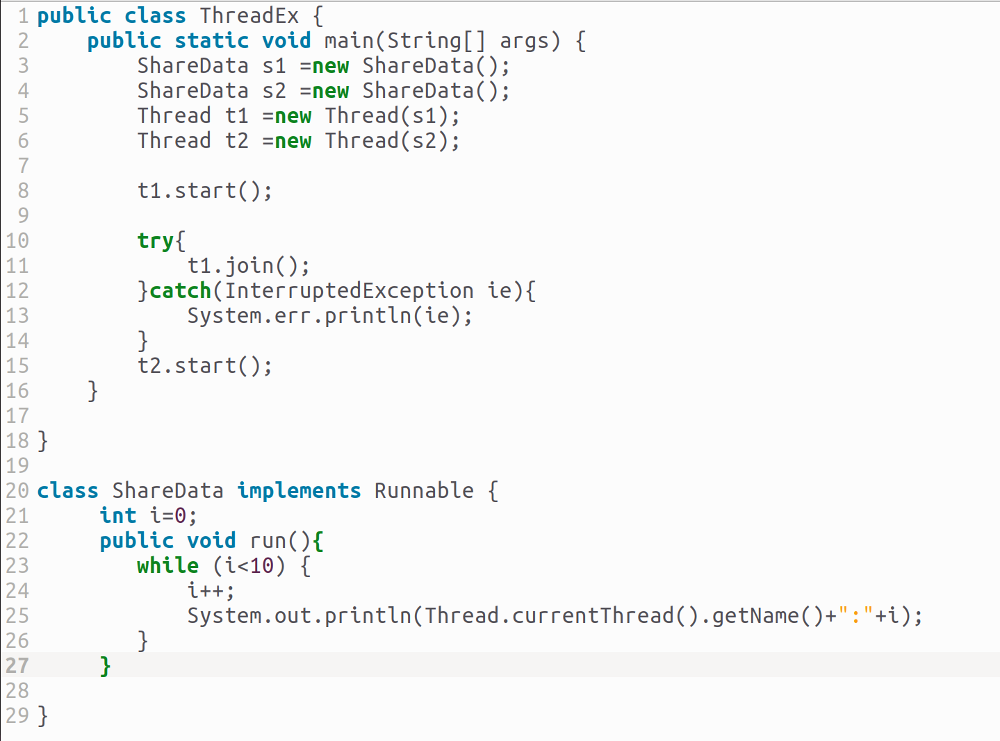 1 public class ThreadEx {
2     public static void main(String[] args) {
3         ShareData s1 =new ShareData();
4         ShareData s2 =new ShareData();
5         Thread t1 =new Thread(s1);
6         Thread t2 =new Thread(s2);
7
8         t1.start();
9
10         try{
11             t1.join();
12         }catch(InterruptedException ie){
13             System.err.println(ie);
14         }
15         t2.start();
16     }
17
18 }
19
20 class ShareData implements Runnable {
21      int i=0;
22      public void run(){
23         while (i<10) {
24             i++;
25             System.out.println(Thread.currentThread().getName()+":"+i);
26         }
27      }
28
29 }